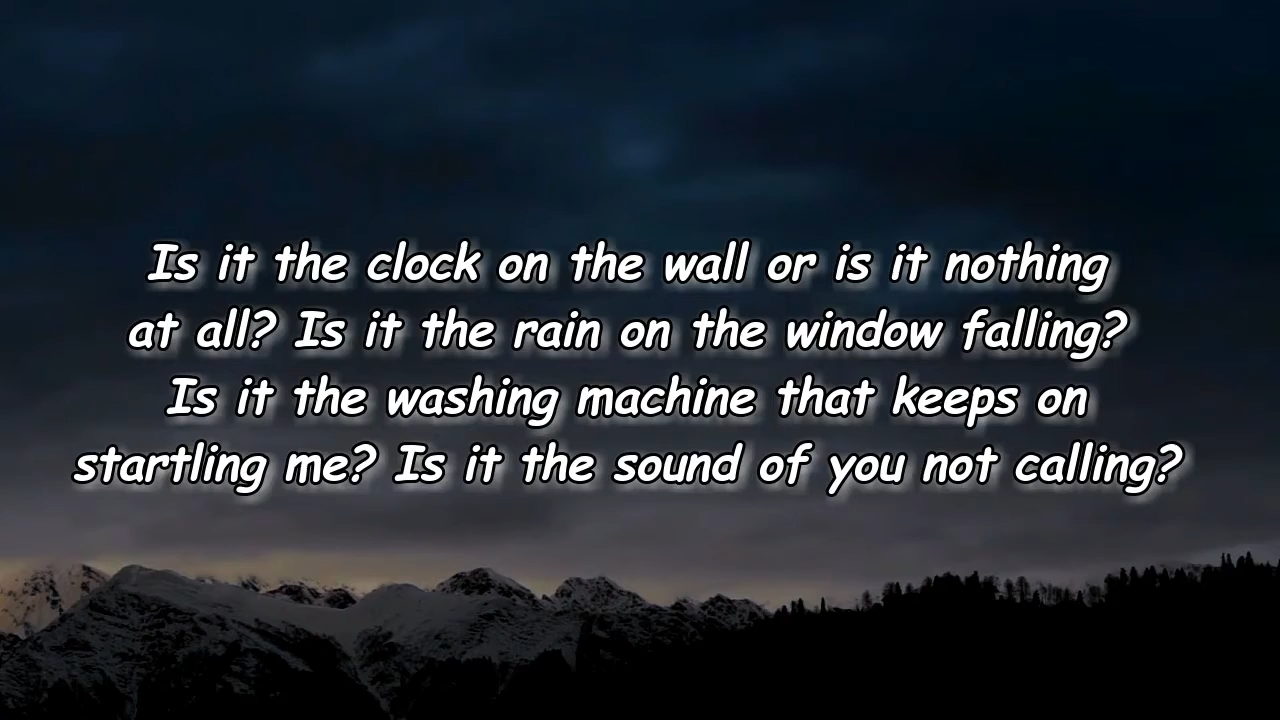 Is it the clock on the wall or is it nothing
at all? Is it the rain on the window falling?
Is it the washing machine that keeps on
startling me? Is it the sound of you not calling?